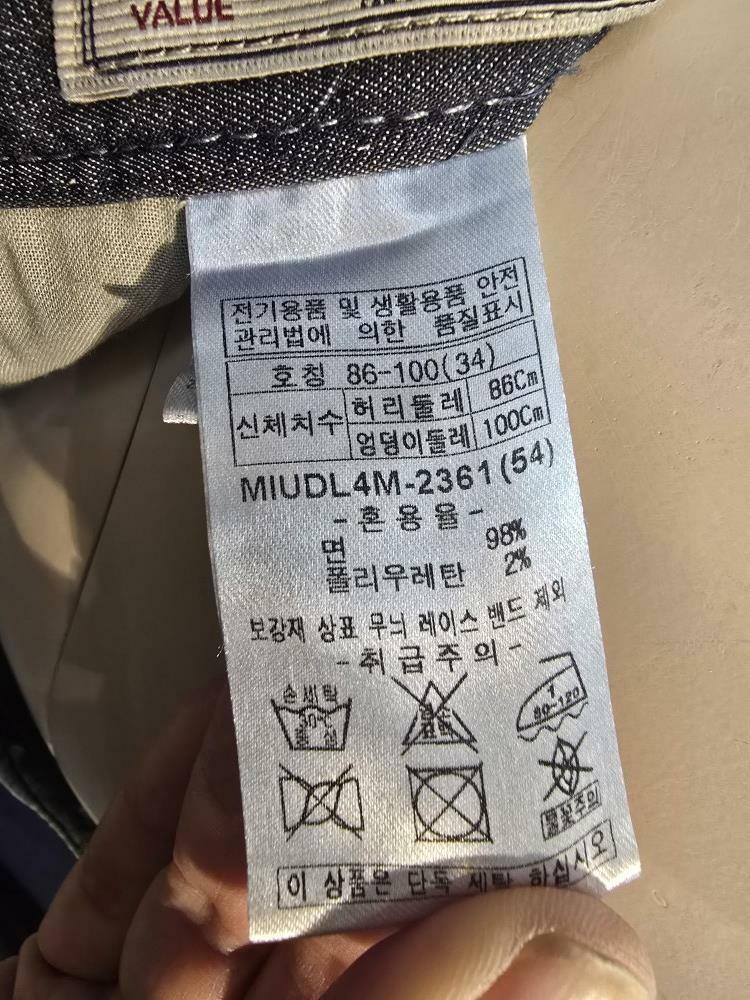 VALUE
전기용품 및 생활용품 안전
관리법에 의한 품질표시
호칭 86-100(34)
신체치수 허리둘레 86Cm
엉덩이둘레 100Cm
MIUDL4M-2361(54)
- 혼용율 -
면 98%
폴리우레탄 2%
보강재 상표 무늬 레이스 밴드 제외
- 취급주의 -
손세탁
30℃
중성
1
80~120
불꽃주의
이 상품은 단독 세탁 하십시오